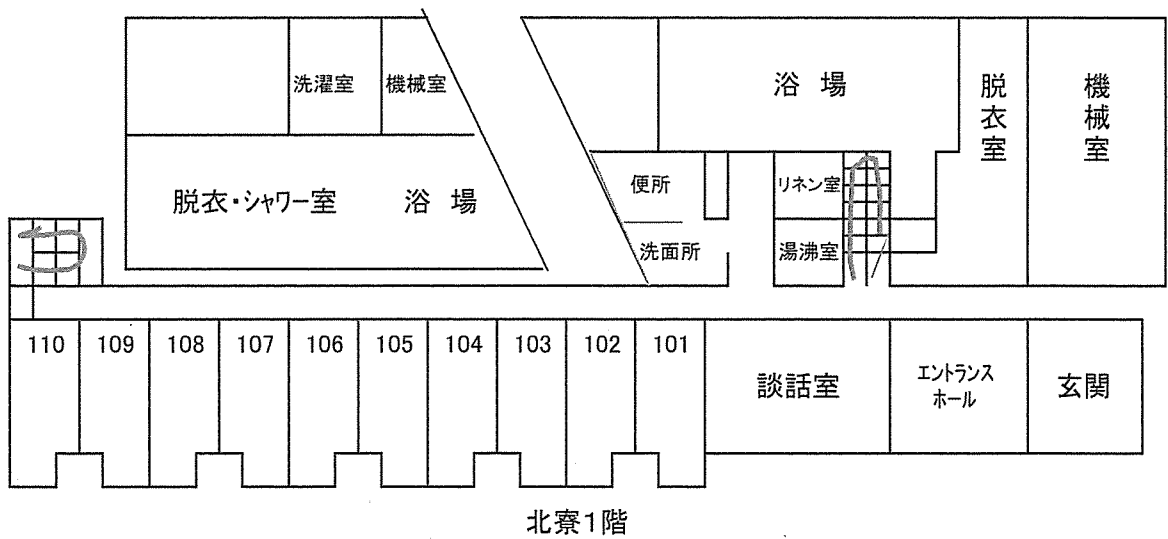 洗濯室
機械室
浴 場
脱衣室
機械室
脱衣・シャワー室
浴 場
便所
リネン室
洗面所
湯沸室
110
109
108
107
106
105
104
103
102
101
談話室
エントランス
ホール
玄関
北寮1階